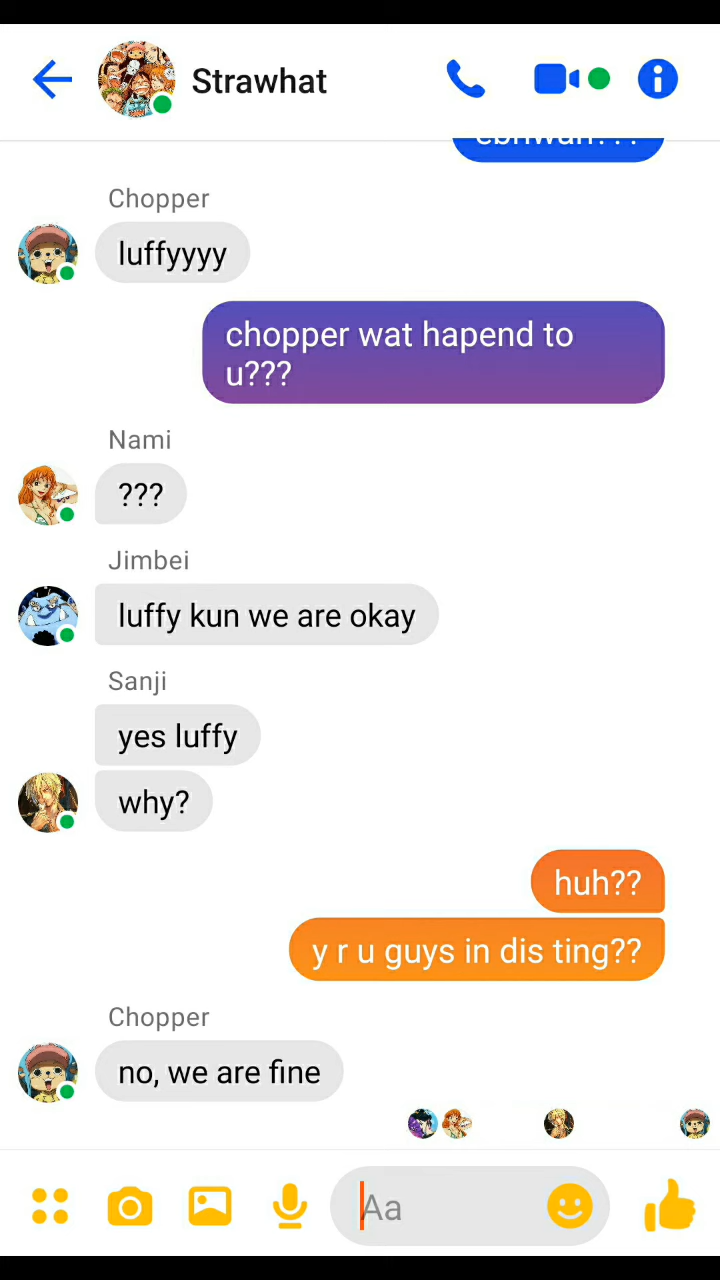 Strawhat
Chopper
luffyyyy
chopper wat hapend to
u???
Nami
???
Jimbei
luffy kun we are okay
Sanji
yes luffy
why?
huh??
y r u guys in dis ting??
Chopper
no, we are fine
Aa